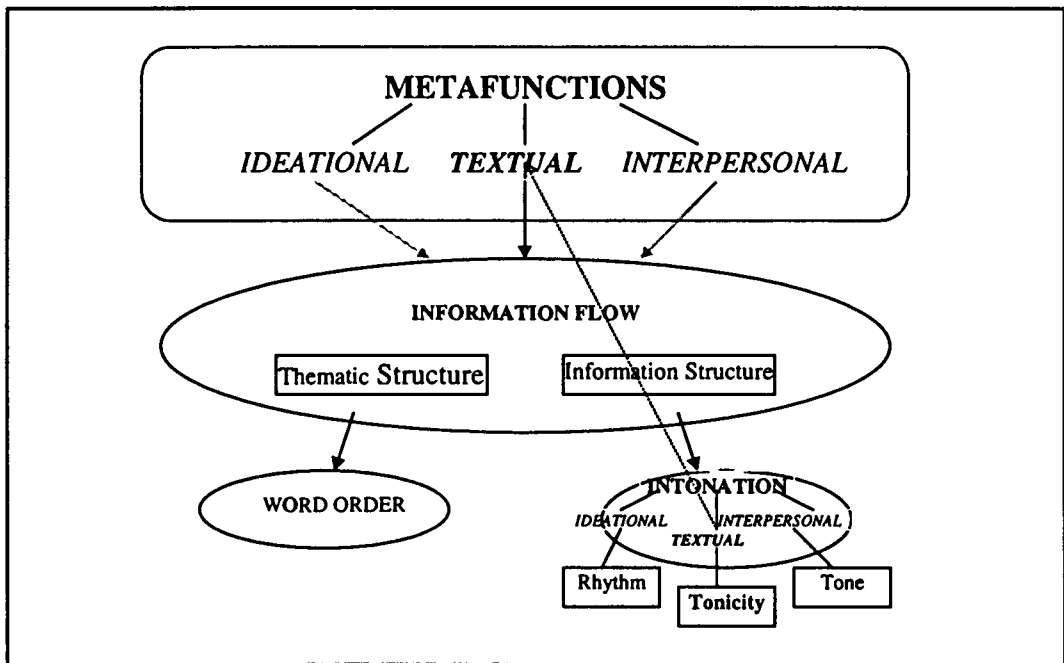 METAFUNCTIONS
IDEATIONAL TEXTUAL INTERPERSONAL
INFORMATION FLOW
Thematic Structure Information Structure
WORD ORDER
INTONATION
IDEATIONAL INTERPERSONAL
TEXTUAL
Rhythm Tonicity Tone